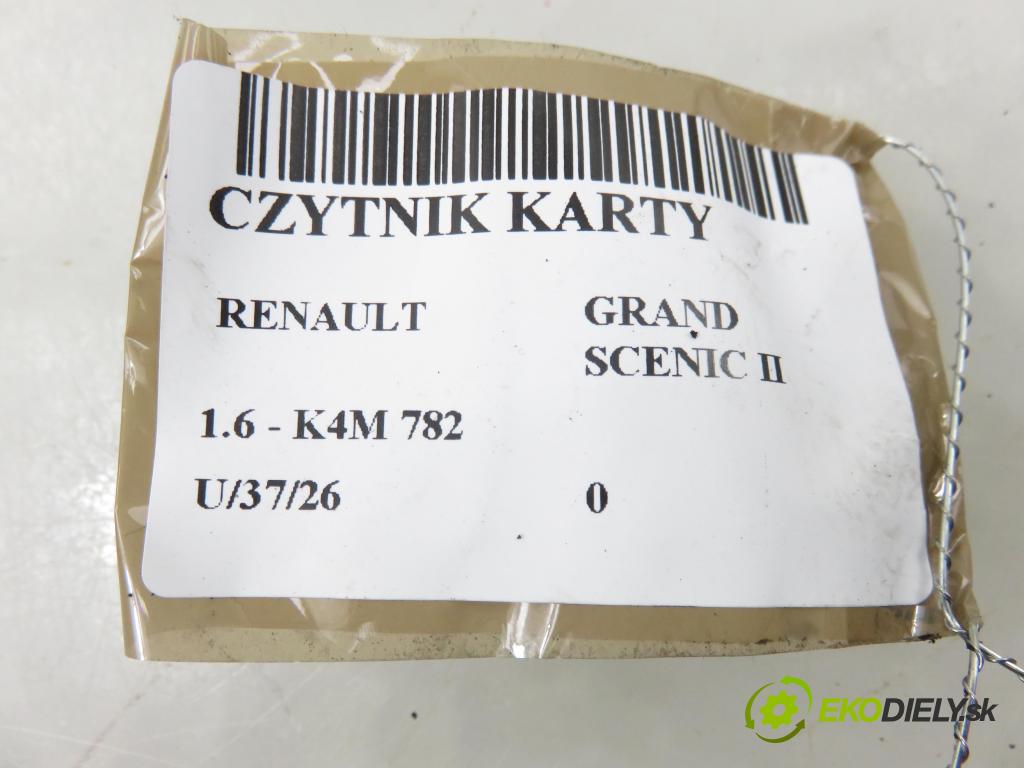 CZYTNIK KARTY
RENAULT GRAND
SCENIC II
1.6 - K4M 782
U/37/26 0
EKODIELY.sk